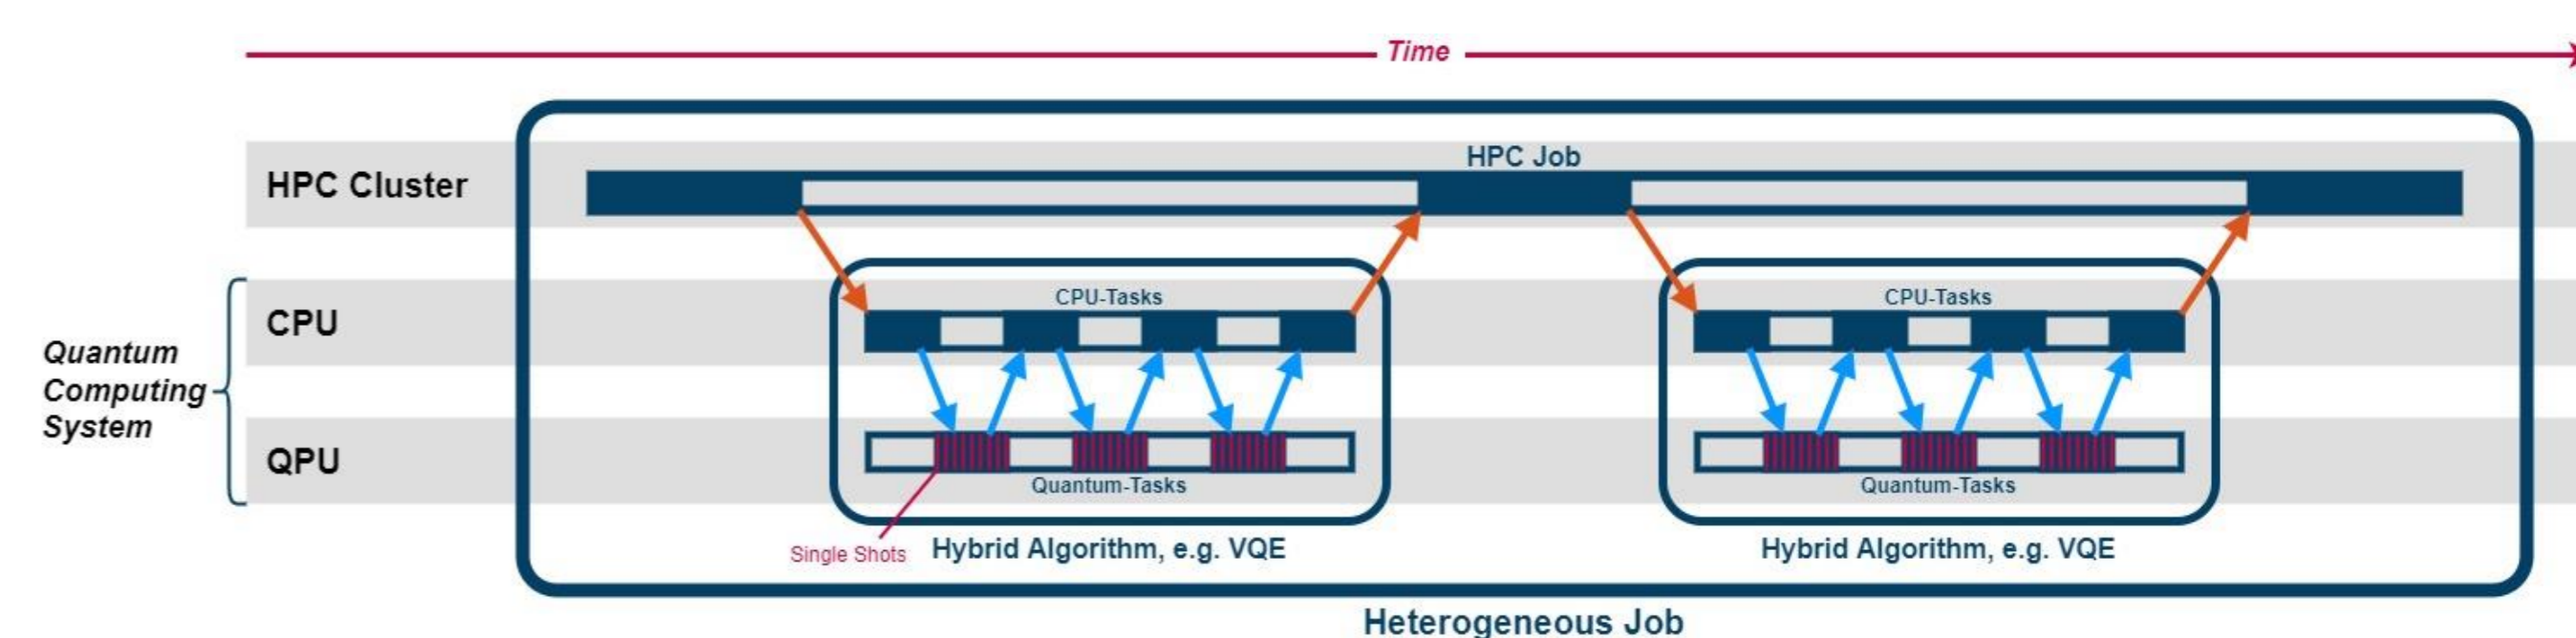 Time
HPC Job
HPC Cluster
CPU-Tasks
CPU-Tasks
CPU
Quantum
Computing
System
QPU
Quantum-Tasks
Quantum-Tasks
Single Shots
Hybrid Algorithm, e.g. VQE
Hybrid Algorithm, e.g. VQE
Heterogeneous Job